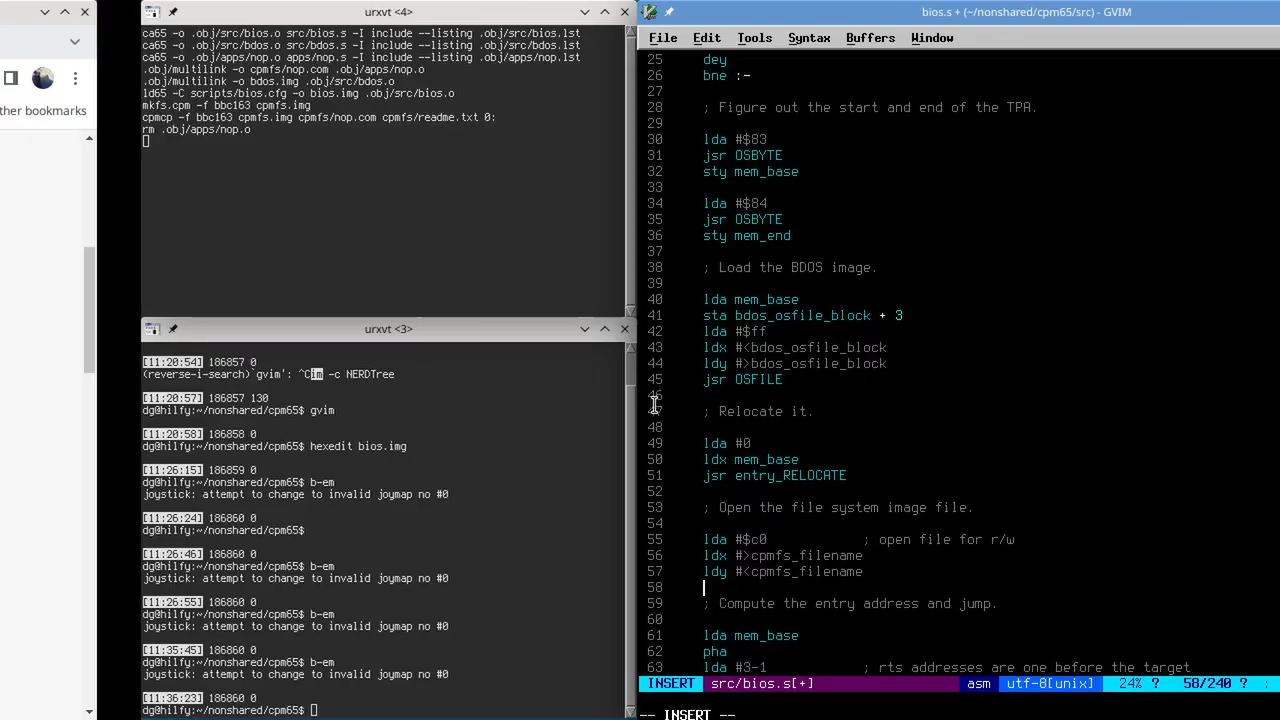 ther bookmarks
urxvt <4>
ca65 -o .obj/src/bios.o src/bios.s -I include --listing .obj/src/bios.lst
ca65 -o .obj/src/bdos.o src/bdos.s -I include --listing .obj/src/bdos.lst
ca65 -o .obj/apps/nop.o apps/nop.s -I include --listing .obj/apps/nop.lst
.obj/multilink -o cpmfs/nop.com .obj/apps/nop.o
.obj/multilink -o bdos.img .obj/src/bdos.o
ld65 -C scripts/bios.cfg -o bios.img .obj/src/bios.o
mkfs.cpm -f bbc163 cpmfs.img
cpmcp -f bbc163 cpmfs.img cpmfs/nop.com cpmfs/readme.txt 0:
rm .obj/apps/nop.o
urxvt <3>
[11:20:54] 186857 0
(reverse-i-search)`gvim': ^Cim -c NERDTree
[11:20:57] 186857 130
dg@hilfy:~/nonshared/cpm65$ gvim
[11:20:58] 186858 0
dg@hilfy:~/nonshared/cpm65$ hexedit bios.img
[11:26:15] 186859 0
dg@hilfy:~/nonshared/cpm65$ b-em
joystick: attempt to change to invalid joymap no #0
[11:26:24] 186860 0
dg@hilfy:~/nonshared/cpm65$
[11:26:46] 186860 0
dg@hilfy:~/nonshared/cpm65$ b-em
joystick: attempt to change to invalid joymap no #0
[11:26:55] 186860 0
dg@hilfy:~/nonshared/cpm65$ b-em
joystick: attempt to change to invalid joymap no #0
[11:35:45] 186860 0
dg@hilfy:~/nonshared/cpm65$ b-em
joystick: attempt to change to invalid joymap no #0
[11:36:23] 186860 0
dg@hilfy:~/nonshared/cpm65$
bios.s + (~/nonshared/cpm65/src) - GVIM
File Edit Tools Syntax Buffers Window
25 dey
26 bne :-
27
28 ; Figure out the start and end of the TPA.
29
30 lda #$83
31 jsr OSBYTE
32 sty mem_base
33
34 lda #$84
35 jsr OSBYTE
36 sty mem_end
37
38 ; Load the BDOS image.
39
40 lda mem_base
41 sta bdos_osfile_block + 3
42 lda #$ff
43 ldx #<bdos_osfile_block
44 ldy #>bdos_osfile_block
45 jsr OSFILE
46
47 ; Relocate it.
48
49 lda #0
50 ldx mem_base
51 jsr entry_RELOCATE
52
53 ; Open the file system image file.
54
55 lda #$c0 ; open file for r/w
56 ldx #>cpmfs_filename
57 ldy #<cpmfs_filename
58
59 ; Compute the entry address and jump.
60
61 lda mem_base
62 pha
63 lda #3-1 ; rts addresses are one before the target
INSERT src/bios.s[+] asm utf-8[unix] 24% ? 58/240 ? :
-- INSERT --